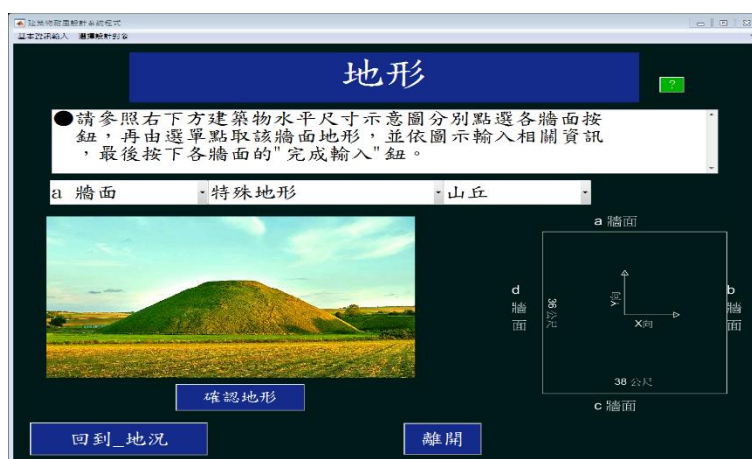 建築物耐風設計系統程式
基本資訊輸入 選擇設計對象
地形
?
●請參照右下方建築物水平尺寸示意圖分別點選各牆面按
鈕，再由選單點取該牆面地形，並依圖示輸入相關資訊
，最後按下各牆面的"完成輸入"鈕。
a 牆面 特殊地形 山丘
a 牆面
d 牆面
36 公尺
Y向
X向
b 牆面
38 公尺
c 牆面
確認地形
回到_地況
離開